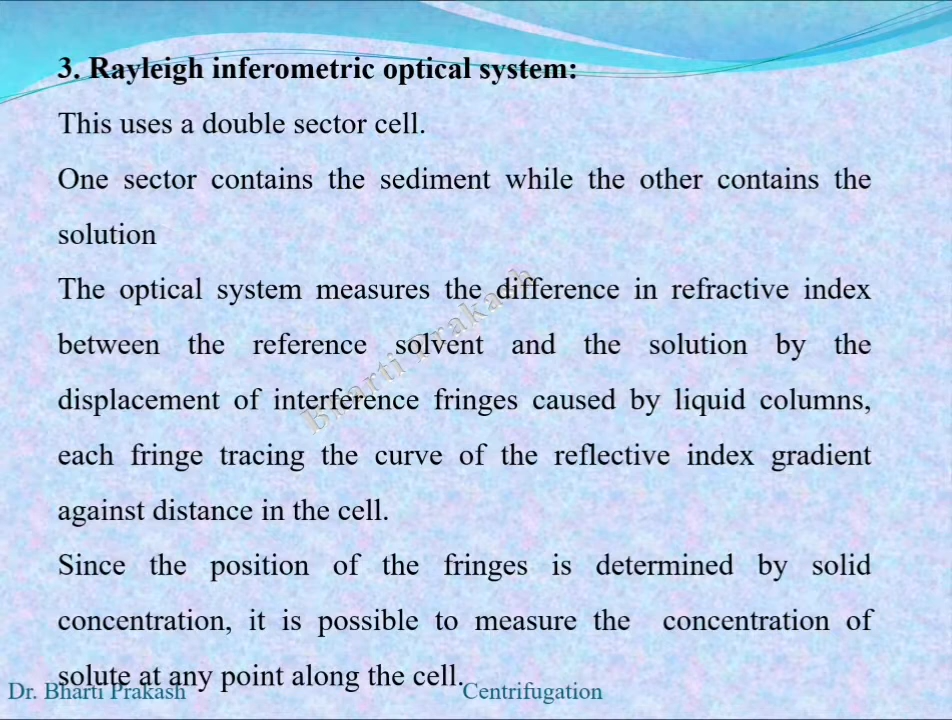 3. Rayleigh inferometric optical system:
This uses a double sector cell.
One sector contains the sediment while the other contains the
solution
The optical system measures the difference in refractive index
between the reference solvent and the solution by the
displacement of interference fringes caused by liquid columns,
each fringe tracing the curve of the reflective index gradient
against distance in the cell.
Since the position of the fringes is determined by solid
concentration, it is possible to measure the concentration of
solute at any point along the cell.
Bharti Prakash
Dr. Bharti Prakash
Centrifugation